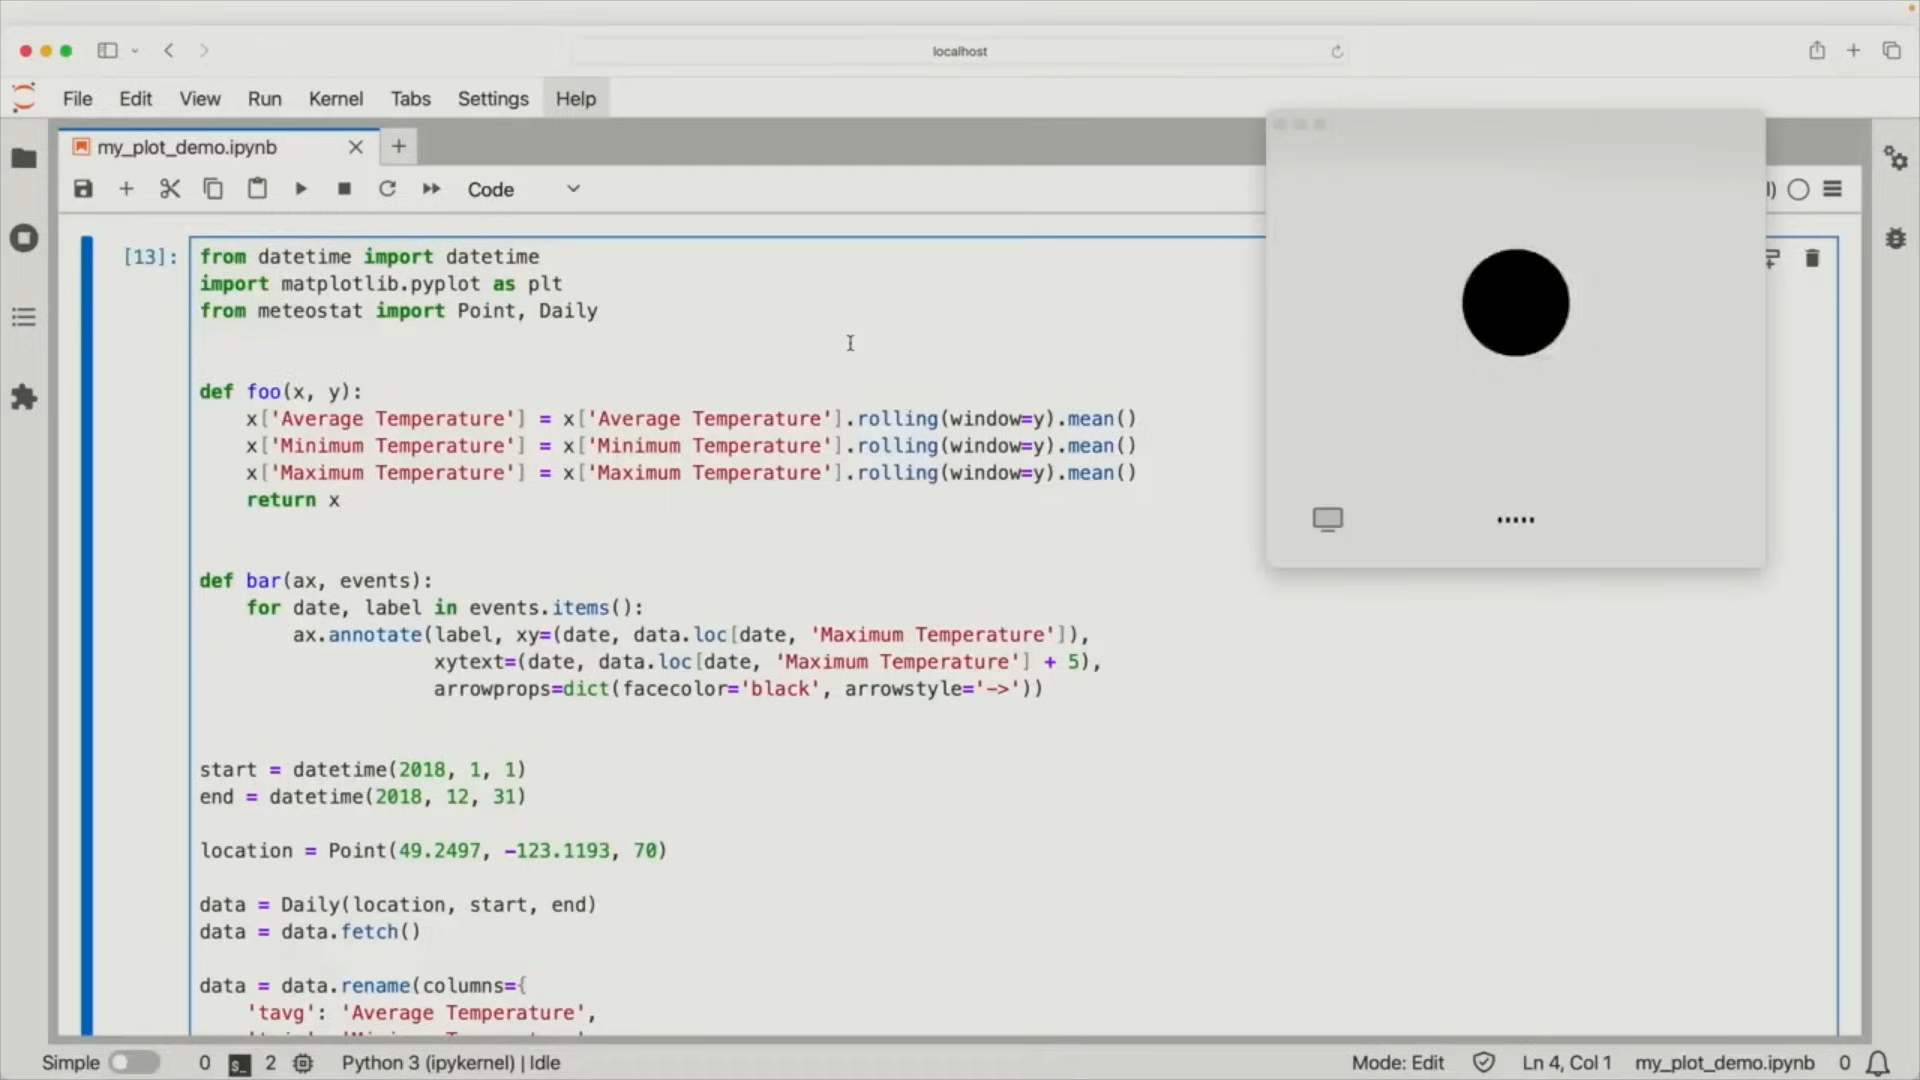 localhost
File Edit View Run Kernel Tabs Settings Help
my_plot_demo.ipynb
Code
[13]:
from datetime import datetime
import matplotlib.pyplot as plt
from meteostat import Point, Daily
def foo(x, y):
    x['Average Temperature'] = x['Average Temperature'].rolling(window=y).mean()
    x['Minimum Temperature'] = x['Minimum Temperature'].rolling(window=y).mean()
    x['Maximum Temperature'] = x['Maximum Temperature'].rolling(window=y).mean()
    return x
def bar(ax, events):
    for date, label in events.items():
        ax.annotate(label, xy=(date, data.loc[date, 'Maximum Temperature']),
                    xytext=(date, data.loc[date, 'Maximum Temperature'] + 5),
                    arrowprops=dict(facecolor='black', arrowstyle='->'))
start = datetime(2018, 1, 1)
end = datetime(2018, 12, 31)
location = Point(49.2497, -123.1193, 70)
data = Daily(location, start, end)
data = data.fetch()
data = data.rename(columns={
    'tavg': 'Average Temperature',
Simple 0 2 Python 3 (ipykernel) | Idle Mode: Edit Ln 4, Col 1 my_plot_demo.ipynb 0